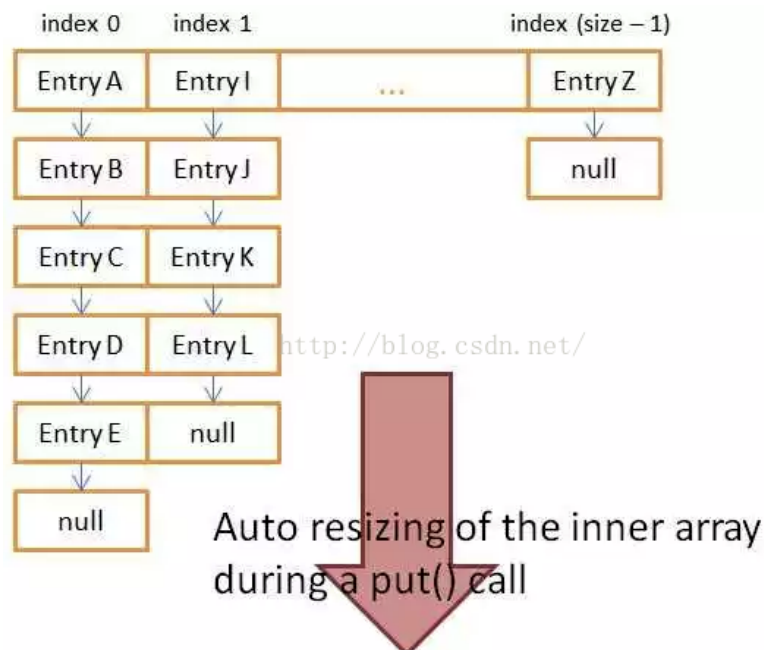 index 0 index 1 index (size – 1)
Entry A Entry I ... Entry Z
Entry B Entry J null
Entry C Entry K
Entry D Entry L http://blog.csdn.net/
Entry E null
null
Auto resizing of the inner array
during a put() call